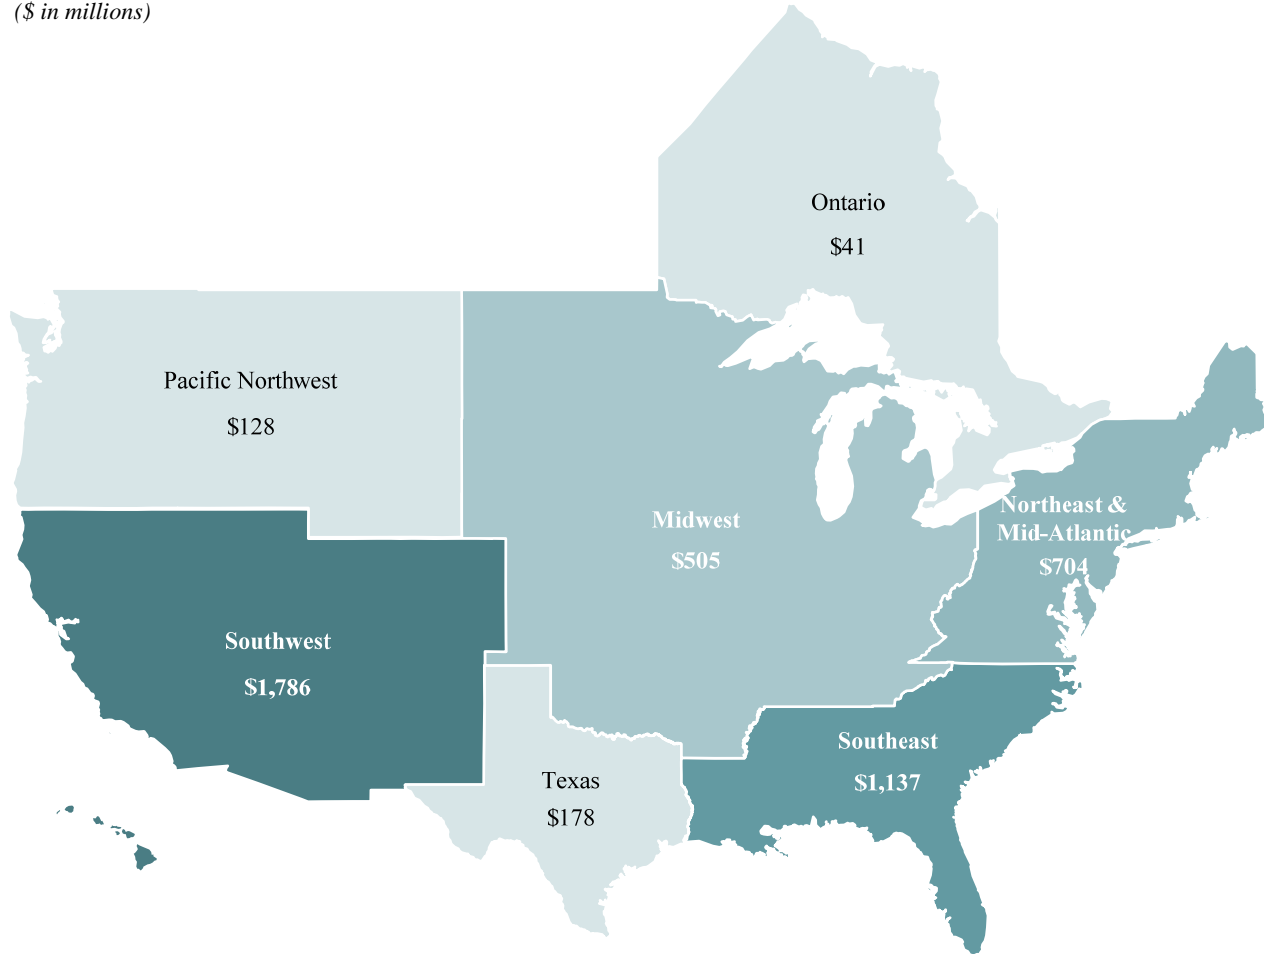 ($ in millions)
Ontario
$41
Pacific Northwest
$128
Midwest
$505
Northeast &
Mid-Atlantic
$704
Southwest
$1,786
Southeast
$1,137
Texas
$178